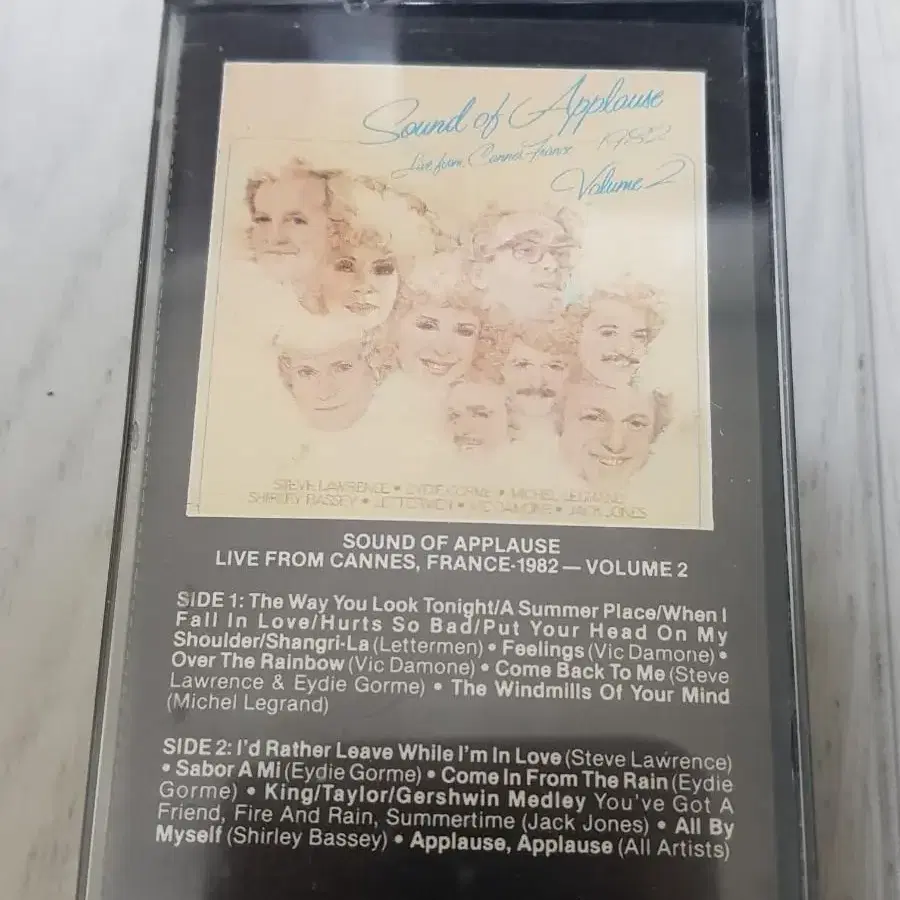 Sound of Applause
Live from Cannes, France 1982
Volume 2
STEVE LAWRENCE • EYDIE GORME • MICHEL LEGRAND
SHIRLEY BASSEY • LETTERMEN • VIC DAMONE • JACK JONES
SOUND OF APPLAUSE
LIVE FROM CANNES, FRANCE-1982 — VOLUME 2
SIDE 1: The Way You Look Tonight/A Summer Place/When I
Fall In Love/Hurts So Bad/Put Your Head On My
Shoulder/Shangri-La (Lettermen) • Feelings (Vic Damone) •
Over The Rainbow (Vic Damone) • Come Back To Me (Steve
Lawrence & Eydie Gorme) • The Windmills Of Your Mind
(Michel Legrand)
SIDE 2: I'd Rather Leave While I'm In Love (Steve Lawrence)
• Sabor A Mi (Eydie Gorme) • Come In From The Rain (Eydie
Gorme) • King/Taylor/Gershwin Medley You've Got A
Friend, Fire And Rain, Summertime (Jack Jones) • All By
Myself (Shirley Bassey) • Applause, Applause (All Artists)